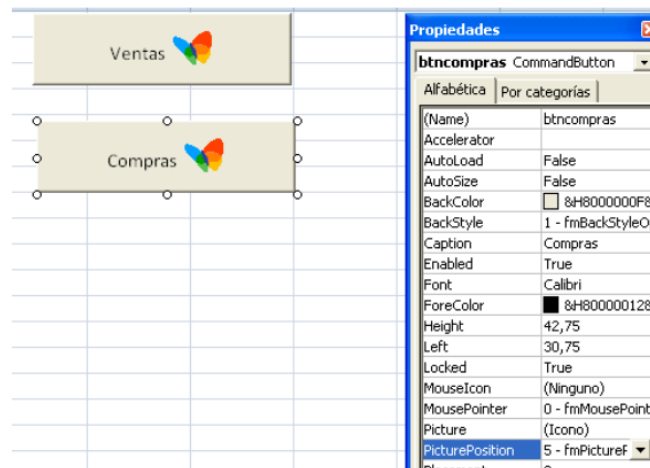 Ventas
Compras
Propiedades
btncompras CommandButton
Alfabética Por categorías
(Name) btncompras
Accelerator
AutoLoad False
AutoSize False
BackColor &H8000000F&
BackStyle 1 - fmBackStyleO
Caption Compras
Enabled True
Font Calibri
ForeColor &H80000012&
Height 42,75
Left 30,75
Locked True
MouseIcon (Ninguno)
MousePointer 0 - fmMousePoint
Picture (Icono)
PicturePosition 5 - fmPictureF